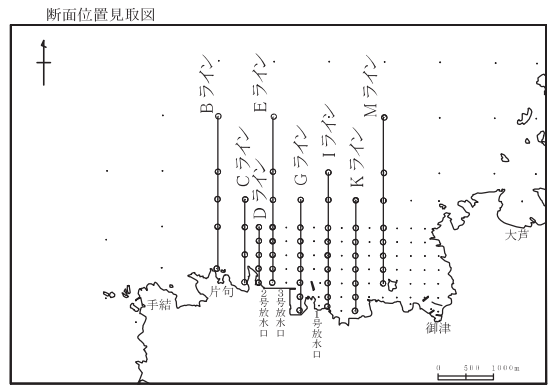 断面位置見取図
Bライン
Cライン
Dライン
Eライン
Gライン
Iライン
Kライン
Mライン
大芦
片句
手結
2号放水口
3号放水口
1号放水口
御津
0 500 1000m